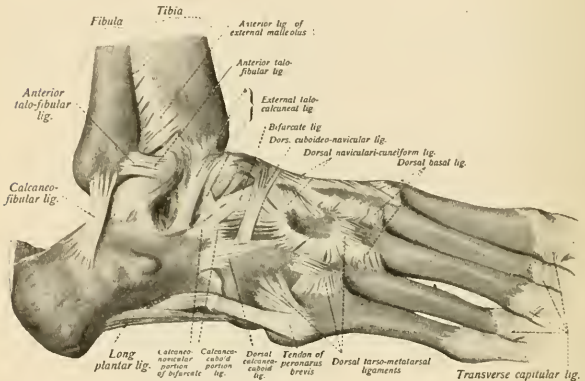 Fibula
Tibia
Anterior lig of
external malleolus
Anterior talo-
fibular lig
Anterior
talo-fibular
lig.
External talo-
calcaneal lig
Bifurcate lig
Dors. cuboideo-navicular lig.
Dorsal naviculari-cuneiform lig.
Dorsal basal lig.
Calcaneo-
fibular lig.
Long
plantar lig.
Calcaneo-
navicular
portion
of bifurcate
Calcaneo-
cuboid
portion
lig.
Dorsal
calcaneo-
cuboid
lig.
Tendon of
peronarus
brevis
Dorsal tarso-metatarsal
ligaments
Transverse capitular lig.